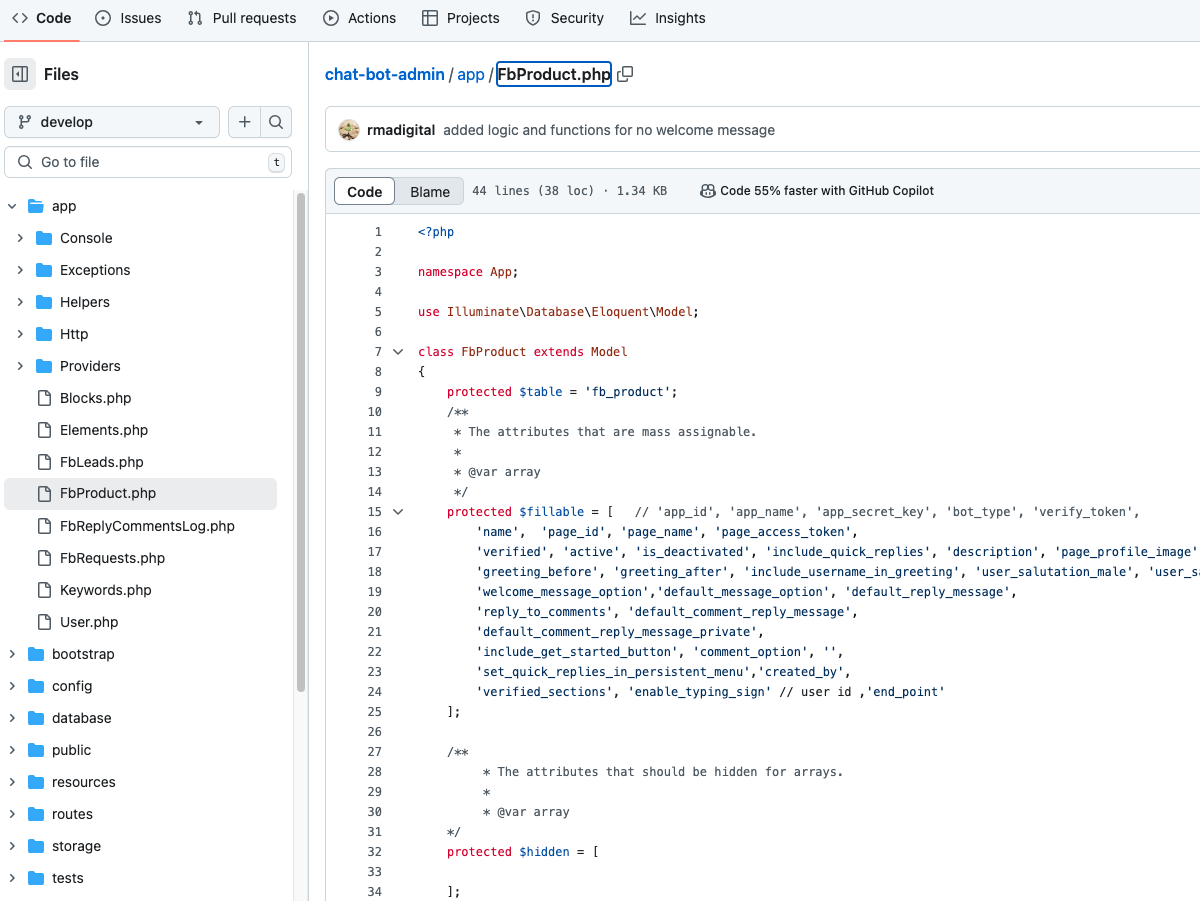 Code Issues Pull requests Actions Projects Security Insights
Files
develop
Go to file t
app
Console
Exceptions
Helpers
Http
Providers
Blocks.php
Elements.php
FbLeads.php
FbProduct.php
FbReplyCommentsLog.php
FbRequests.php
Keywords.php
User.php
bootstrap
config
database
public
resources
routes
storage
tests
chat-bot-admin / app / FbProduct.php
rmadigital added logic and functions for no welcome message
Code Blame 44 lines (38 loc) · 1.34 KB Code 55% faster with GitHub Copilot
1 <?php
2
3 namespace App;
4
5 use Illuminate\Database\Eloquent\Model;
6
7 class FbProduct extends Model
8 {
9 protected $table = 'fb_product';
10 /**
11 * The attributes that are mass assignable.
12 *
13 * @var array
14 */
15 protected $fillable = [ // 'app_id', 'app_name', 'app_secret_key', 'bot_type', 'verify_token',
16 'name', 'page_id', 'page_name', 'page_access_token',
17 'verified', 'active', 'is_deactivated', 'include_quick_replies', 'description', 'page_profile_image'
18 'greeting_before', 'greeting_after', 'include_username_in_greeting', 'user_salutation_male', 'user_sa
19 'welcome_message_option','default_message_option', 'default_reply_message',
20 'reply_to_comments', 'default_comment_reply_message',
21 'default_comment_reply_message_private',
22 'include_get_started_button', 'comment_option', '',
23 'set_quick_replies_in_persistent_menu','created_by',
24 'verified_sections', 'enable_typing_sign' // user id ,'end_point'
25 ];
26
27 /**
28 * The attributes that should be hidden for arrays.
29 *
30 * @var array
31 */
32 protected $hidden = [
33
34 ];